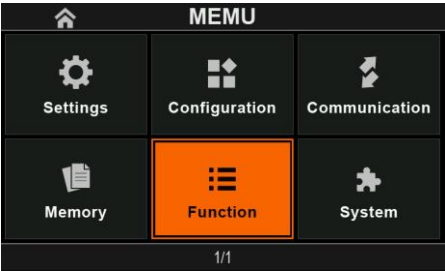 MEMU
Settings
Configuration
Communication
Memory
Function
System
1/1